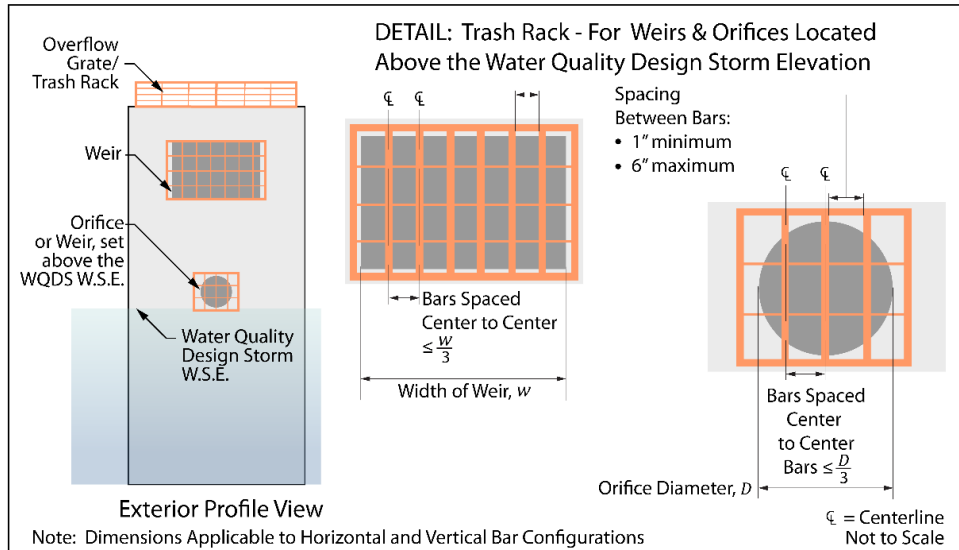 DETAIL: Trash Rack - For Weirs & Orifices Located
Above the Water Quality Design Storm Elevation
Overflow
Grate/
Trash Rack
Weir
Orifice
or Weir, set
above the
WQDS W.S.E.
Water Quality
Design Storm
W.S.E.
Exterior Profile View
℄ ℄
Bars Spaced
Center to Center
≤ w/3
Width of Weir, w
Spacing
Between Bars:
• 1” minimum
• 6” maximum
℄ ℄
Bars Spaced
Center
to Center
Bars ≤ D/3
Orifice Diameter, D
℄ = Centerline
Not to Scale
Note: Dimensions Applicable to Horizontal and Vertical Bar Configurations